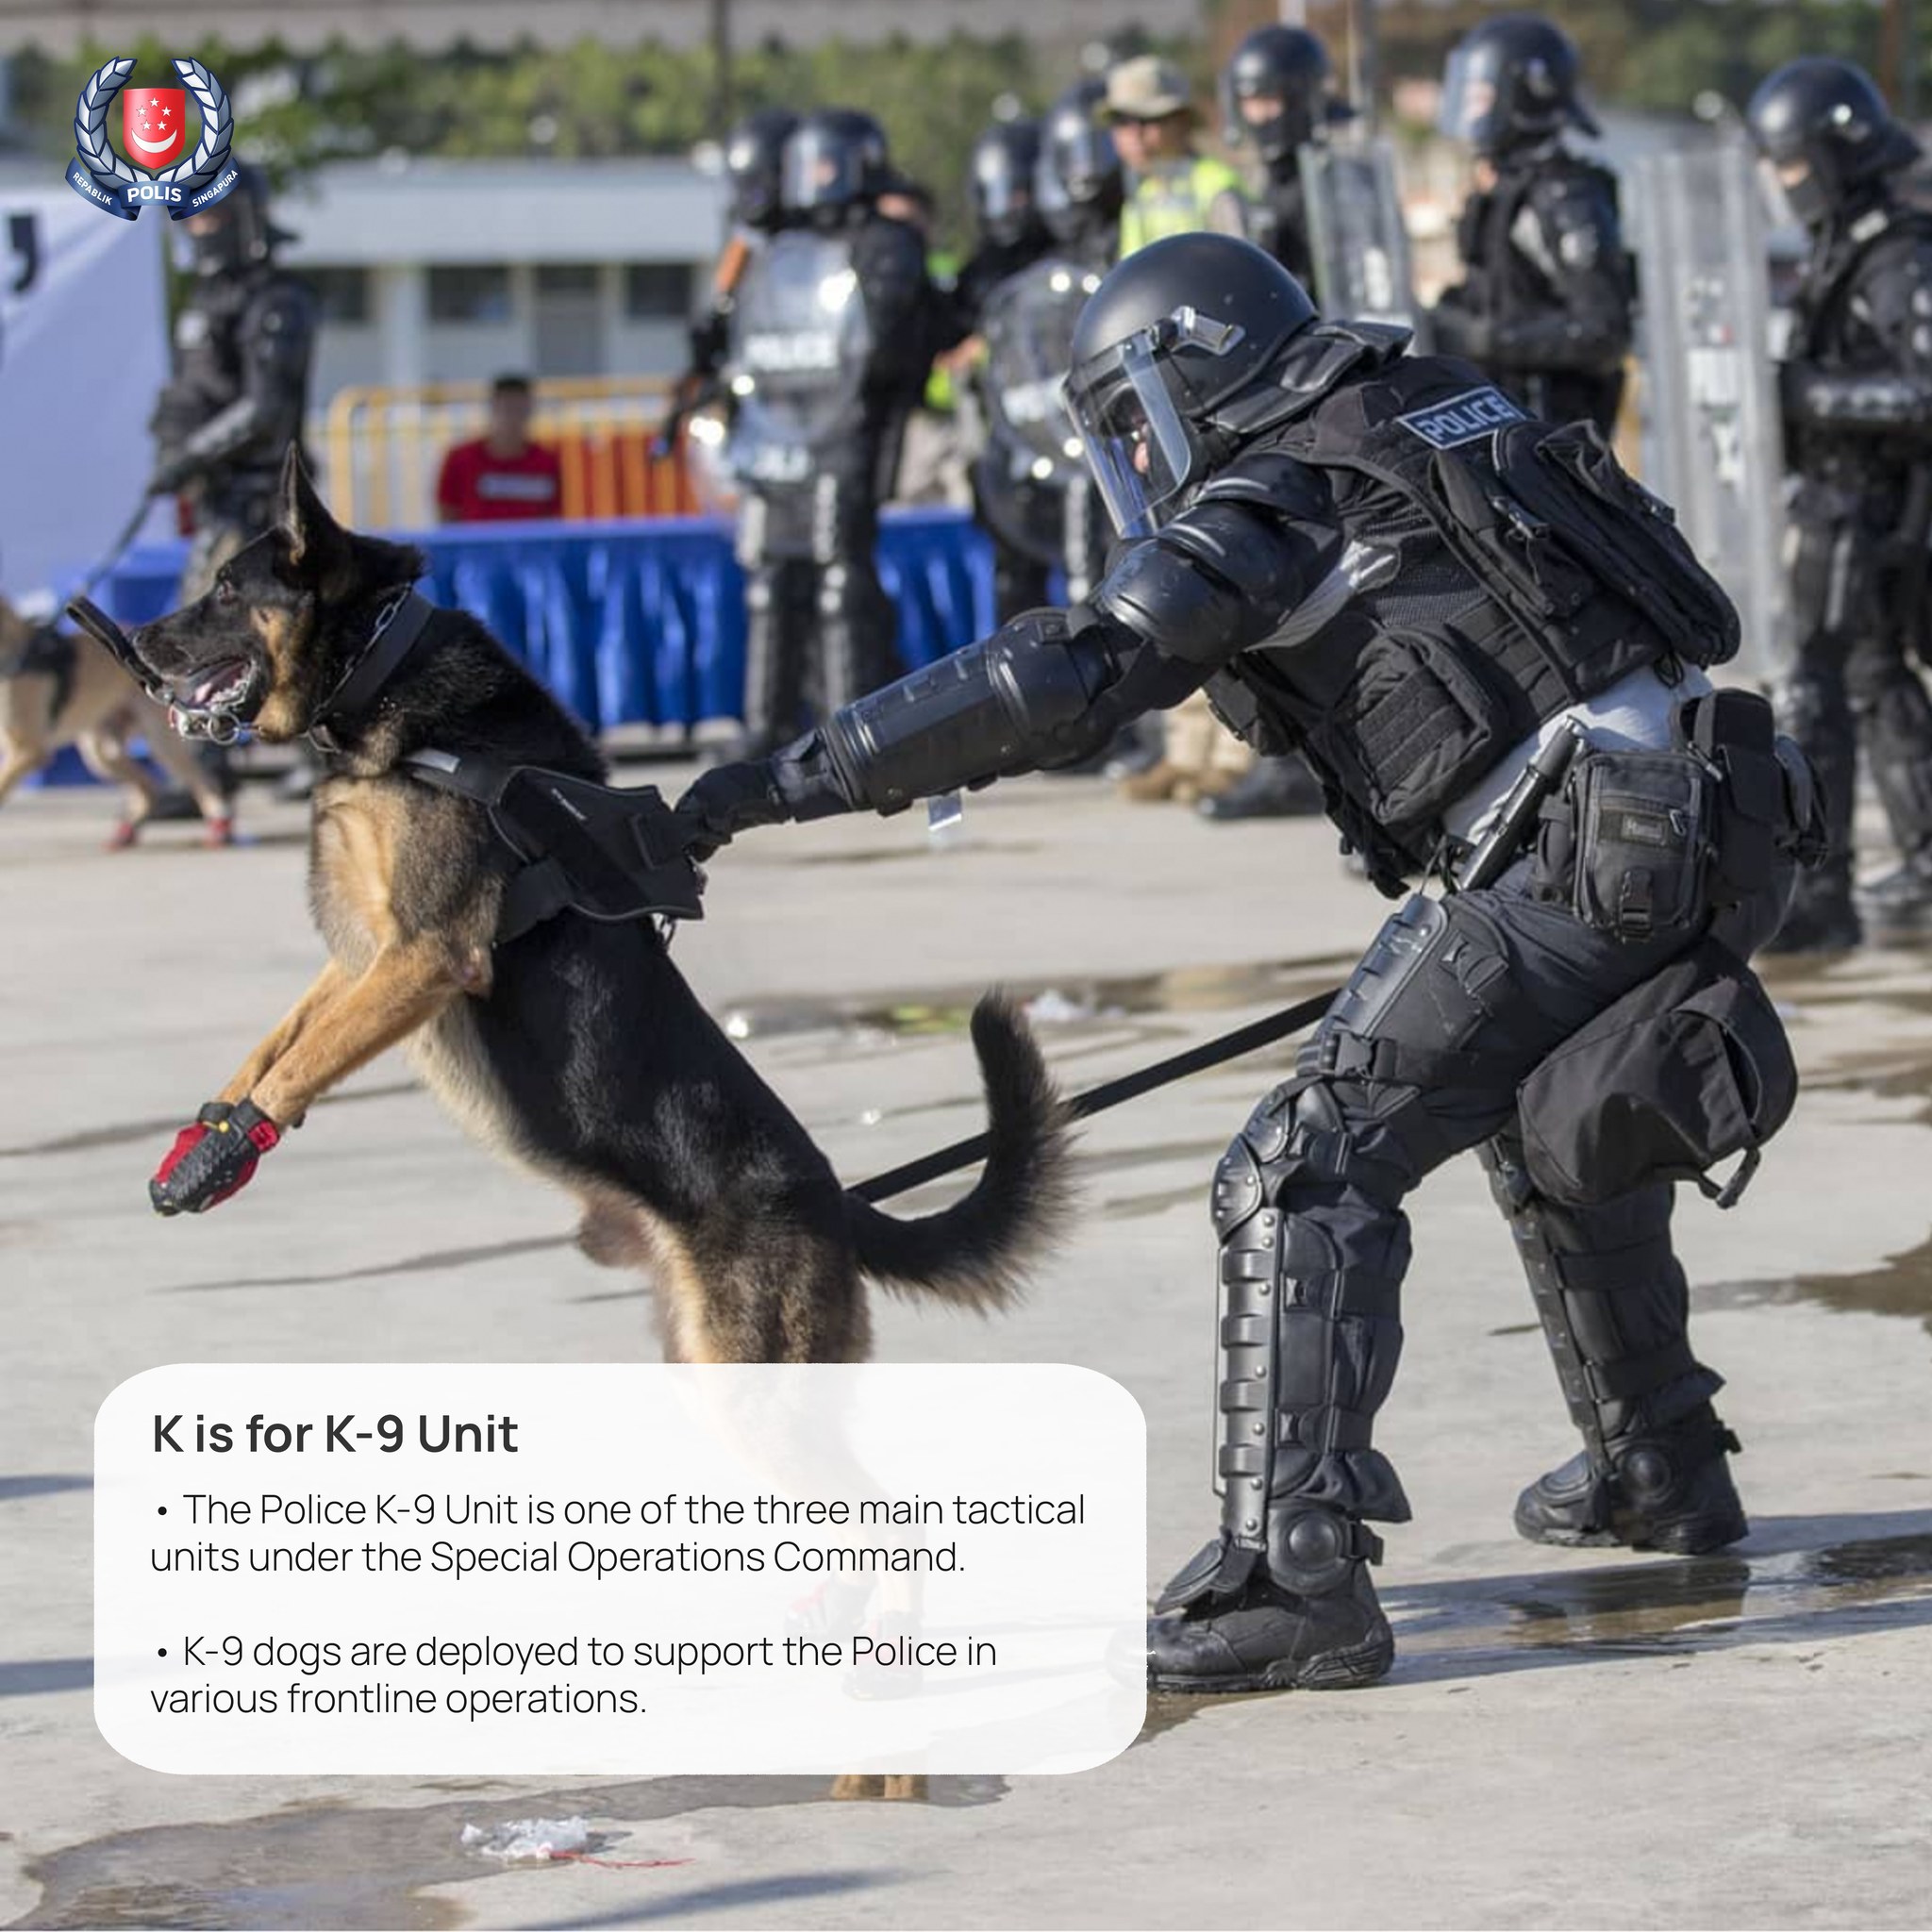 REPABLIK POLIS SINGAPURA
POLICE
POLICE
K is for K-9 Unit
• The Police K-9 Unit is one of the three main tactical
units under the Special Operations Command.
• K-9 dogs are deployed to support the Police in
various frontline operations.